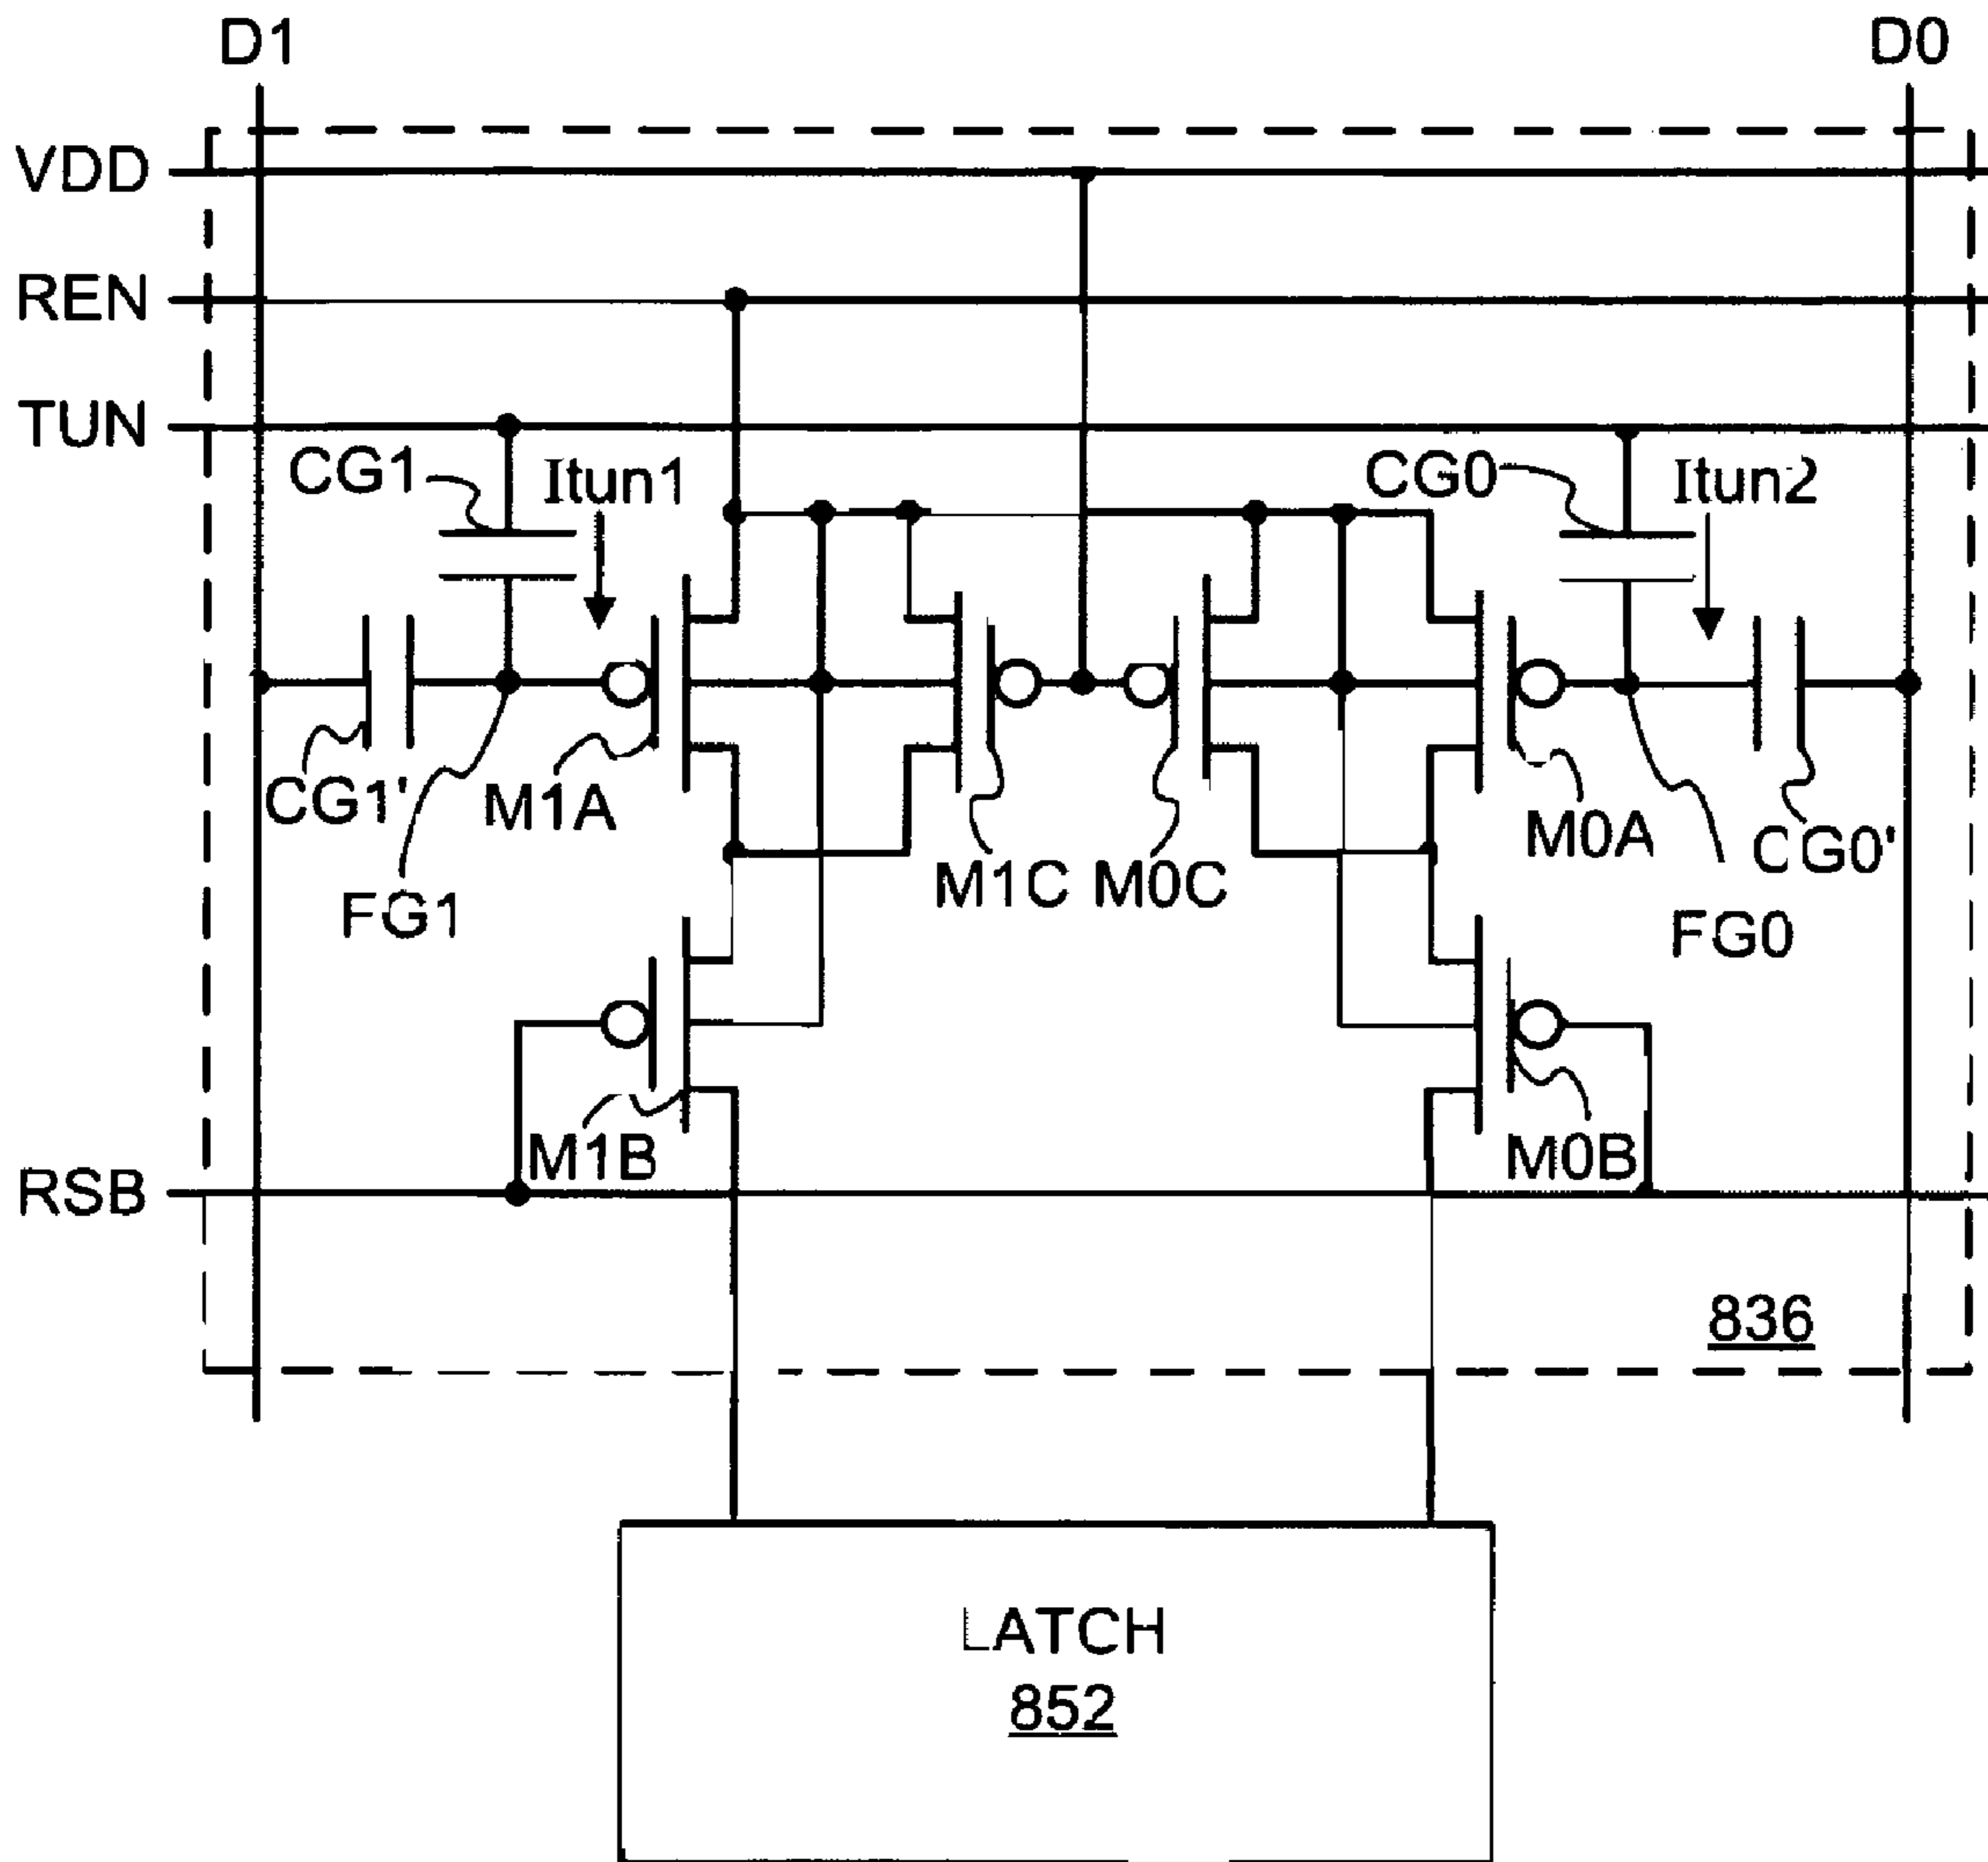 D1
D0
VDD
REN
TUN
CG1
Itun1
CG0
Itun2
CG1'
M1A
M0A
CG0'
M1C
M0C
FG1
FG0
M1B
M0B
RSB
836
LATCH
852